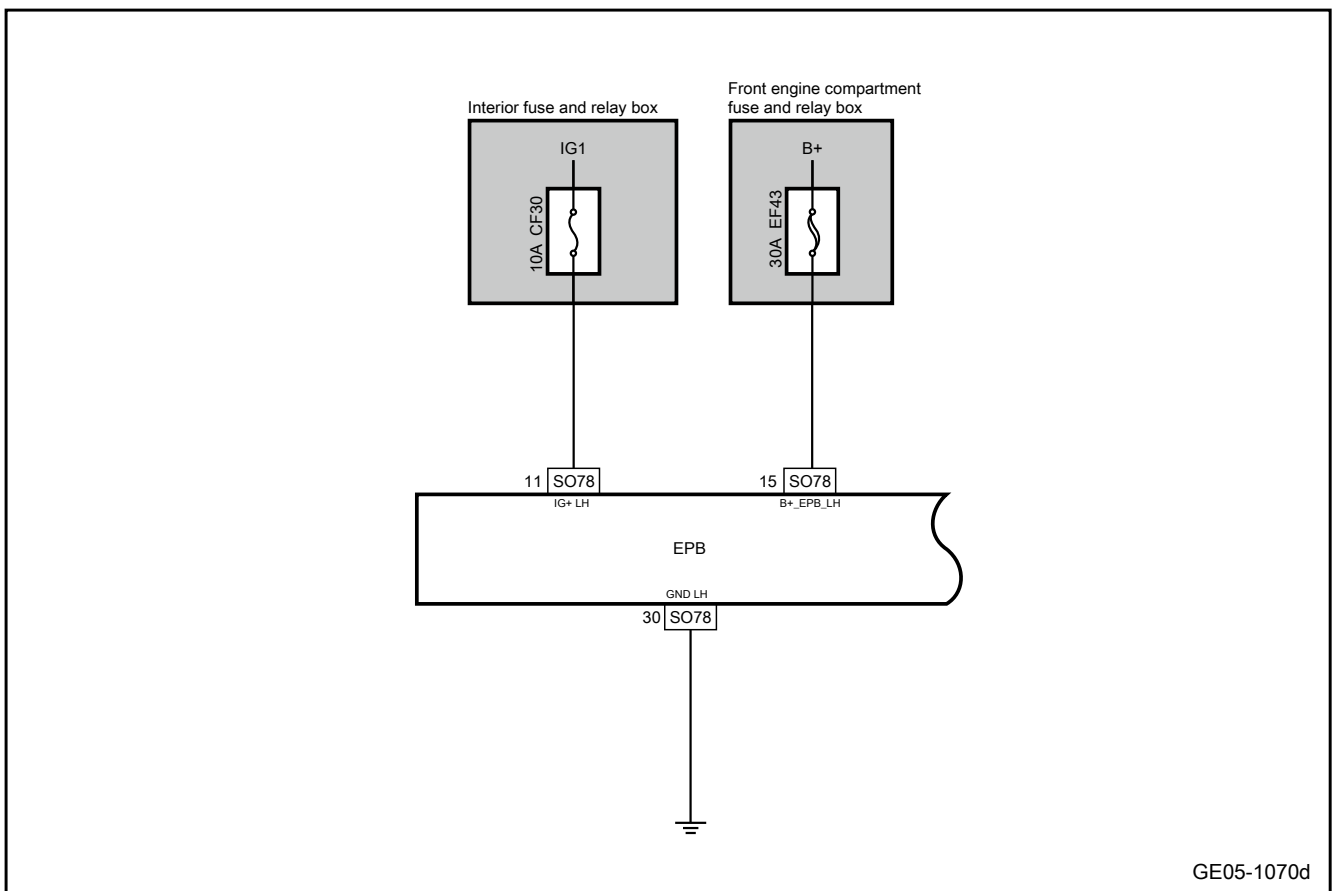 Interior fuse and relay box
Front engine compartment
fuse and relay box
IG1
B+
10A CF30
30A EF43
11 SO78
15 SO78
IG+ LH
B+_EPB_LH
EPB
GND LH
30 SO78
GE05-1070d